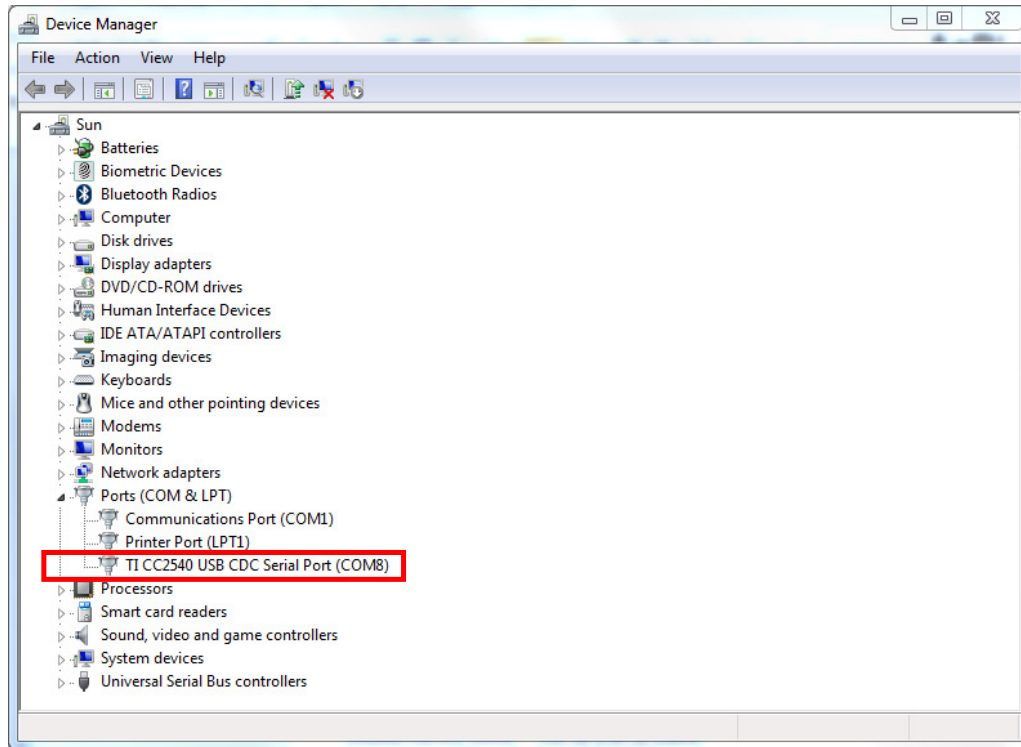 Device Manager
File Action View Help
Sun
Batteries
Biometric Devices
Bluetooth Radios
Computer
Disk drives
Display adapters
DVD/CD-ROM drives
Human Interface Devices
IDE ATA/ATAPI controllers
Imaging devices
Keyboards
Mice and other pointing devices
Modems
Monitors
Network adapters
Ports (COM & LPT)
Communications Port (COM1)
Printer Port (LPT1)
TI CC2540 USB CDC Serial Port (COM8)
Processors
Smart card readers
Sound, video and game controllers
System devices
Universal Serial Bus controllers